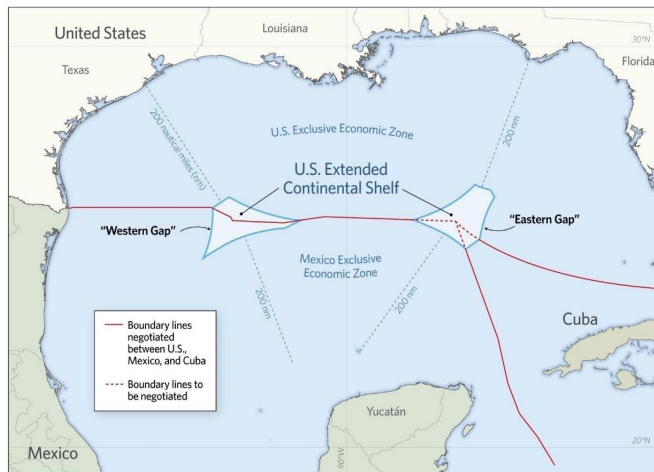 United States
Louisiana
30°N
Texas
Florida
200 nautical miles (nm)
U.S. Exclusive Economic Zone
200 nm
U.S. Extended
Continental Shelf
"Western Gap"
"Eastern Gap"
Mexico Exclusive
Economic Zone
200 nm
200 nm
Boundary lines
negotiated
between U.S.,
Mexico, and Cuba
Boundary lines to
be negotiated
Cuba
Yucatán
Mexico
90°W
20°N